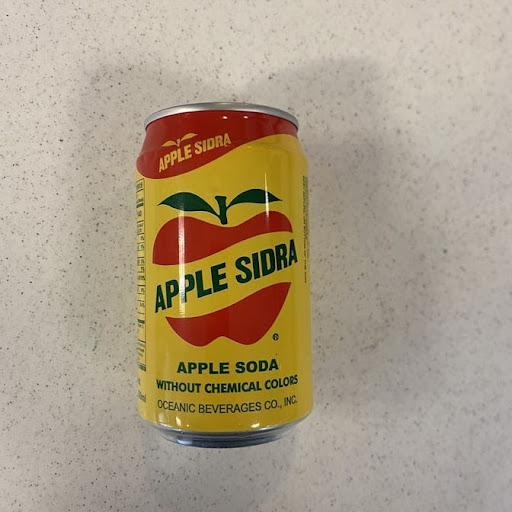 APPLE SIDRA
APPLE SIDRA
®
APPLE SODA
WITHOUT CHEMICAL COLORS
OCEANIC BEVERAGES CO., INC.